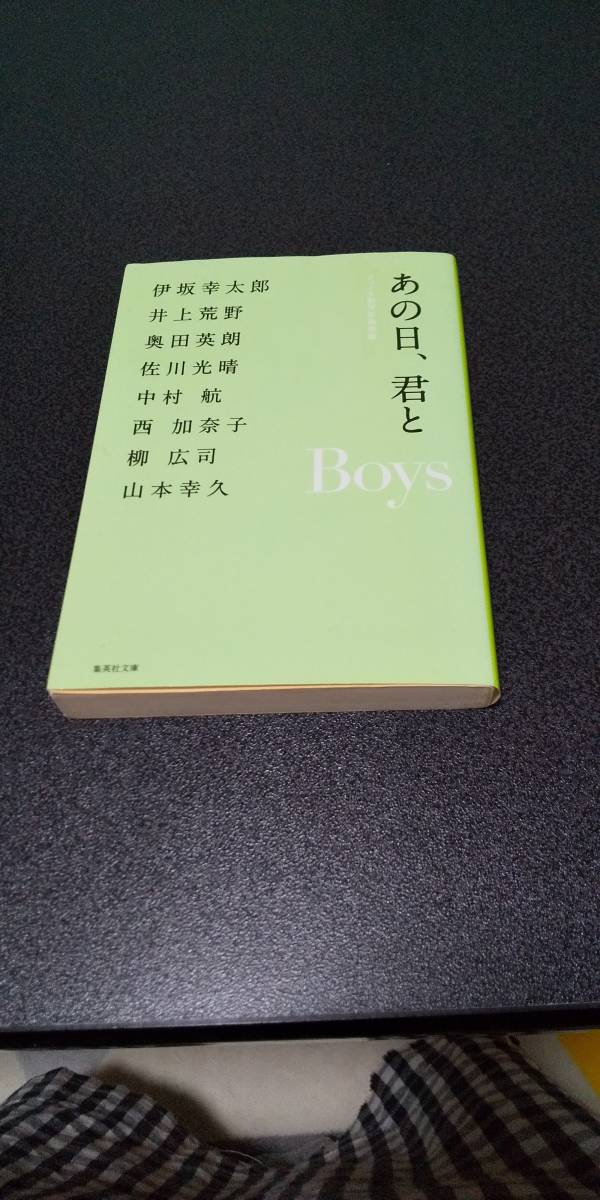 あの日、君と
Boys
伊坂幸太郎
井上荒野
奥田英朗
佐川光晴
中村 航
西 加奈子
柳 広司
山本幸久
集英社文庫